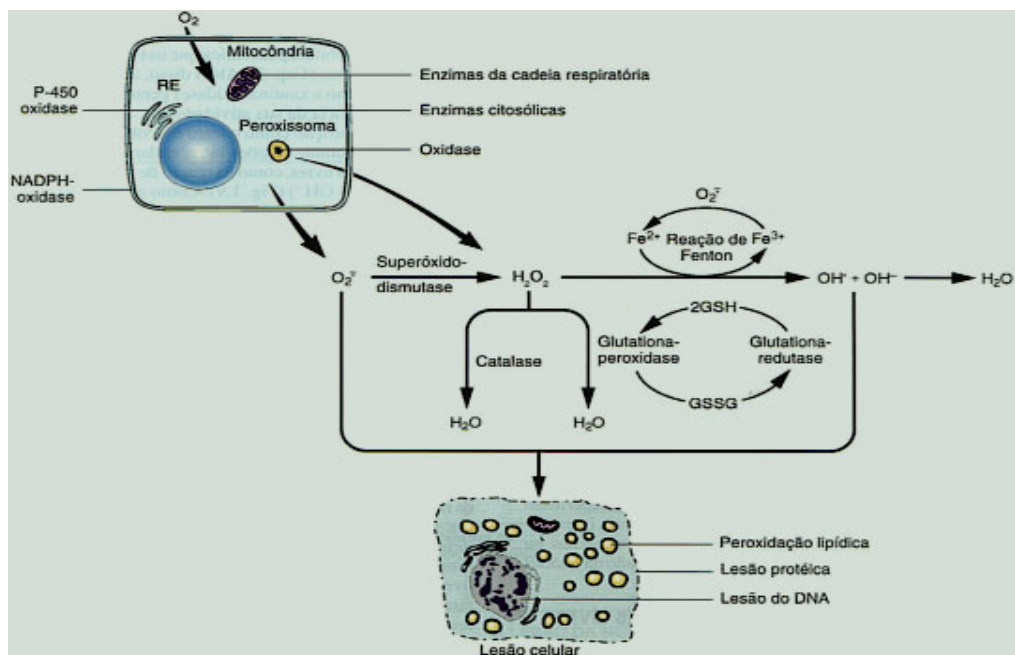 O₂
Mitocôndria
RE
P-450
oxidase
Enzimas da cadeia respiratória
Enzimas citosólicas
Peroxissoma
Oxidase
NADPH-
oxidase
O₂⁻
Fe²⁺ Reação de Fe³⁺
Fenton
O₂⁻
Superóxido-
dismutase
H₂O₂
OH• + OH⁻
H₂O
2GSH
Glutationa-
peroxidase
Glutationa-
redutase
GSSG
Catalase
H₂O
H₂O
Peroxidação lipídica
Lesão protéica
Lesão do DNA
Lesão celular